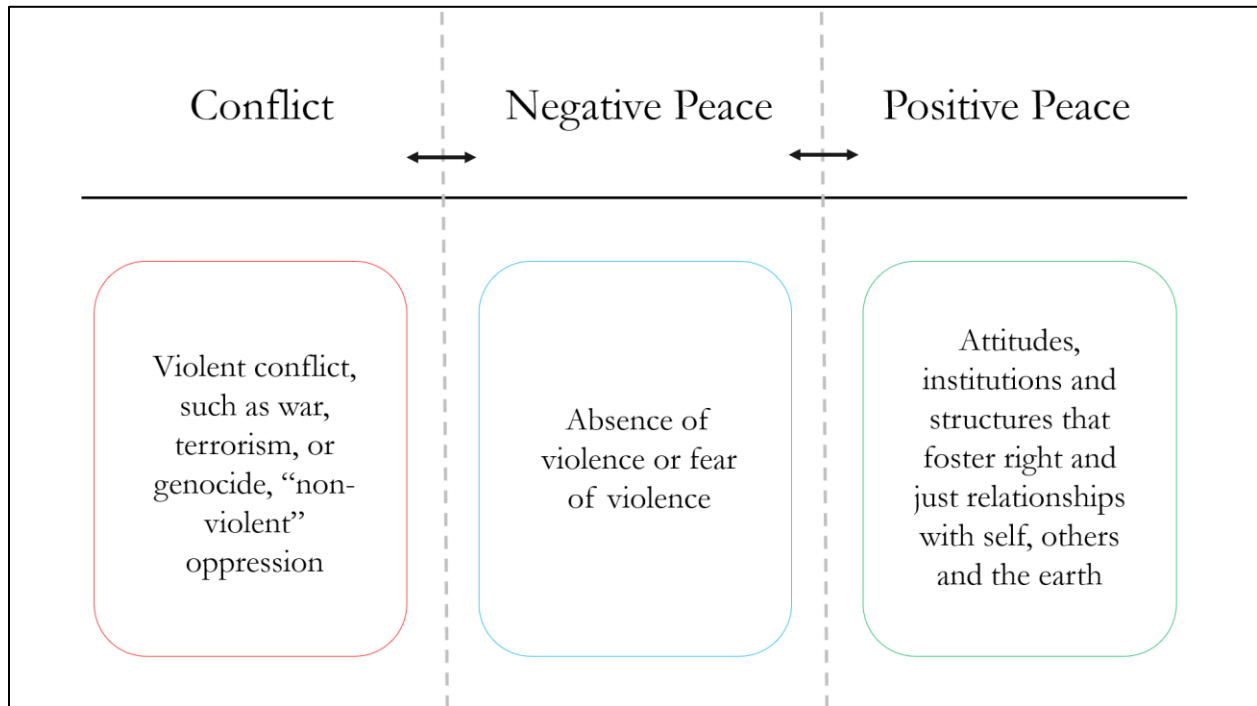 Conflict
Negative Peace
Positive Peace
Violent conflict,
such as war,
terrorism, or
genocide, “non-
violent”
oppression
Absence of
violence or fear
of violence
Attitudes,
institutions and
structures that
foster right and
just relationships
with self, others
and the earth